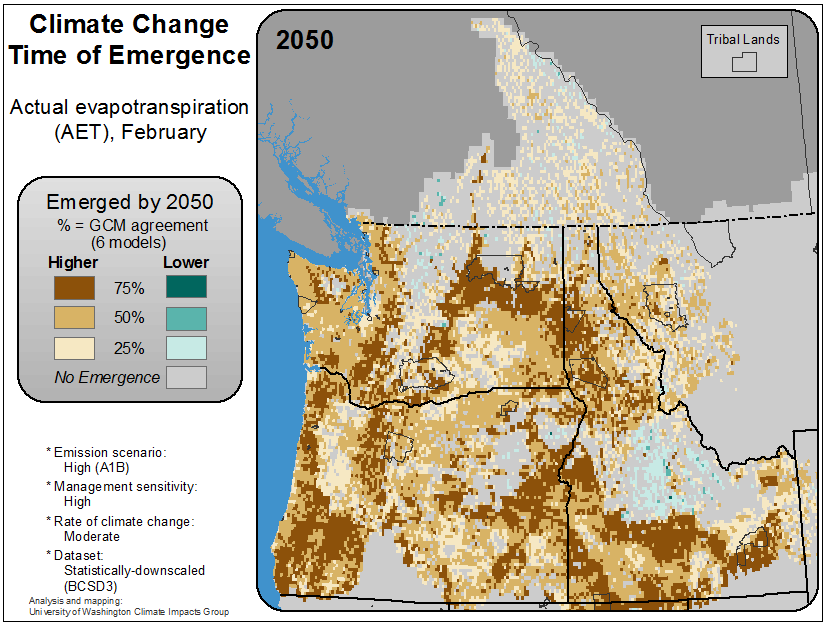 Climate Change
Time of Emergence
Actual evapotranspiration
(AET), February
Emerged by 2050
% = GCM agreement
(6 models)
Higher Lower
75%
50%
25%
No Emergence
* Emission scenario:
High (A1B)
* Management sensitivity:
High
* Rate of climate change:
Moderate
* Dataset:
Statistically-downscaled
(BCSD3)
Analysis and mapping:
University of Washington Climate Impacts Group
2050
Tribal Lands